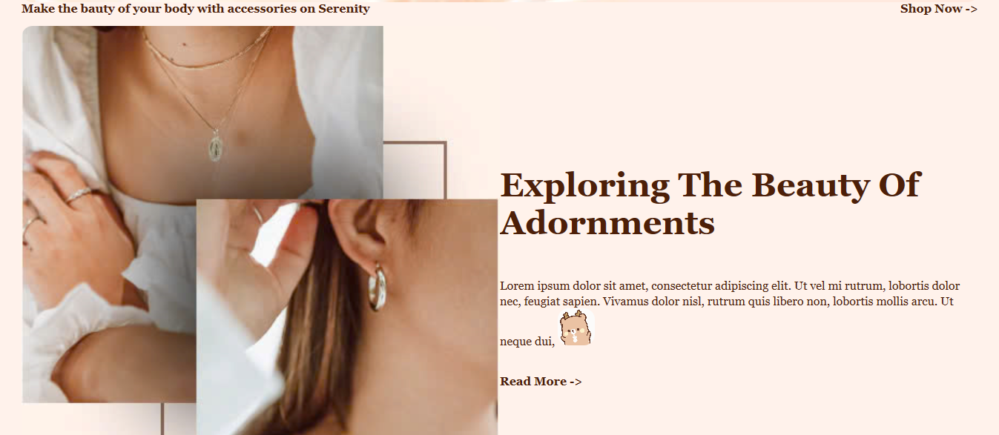 Make the bauty of your body with accessories on Serenity
Shop Now ->
Exploring The Beauty Of
Adornments
Lorem ipsum dolor sit amet, consectetur adipiscing elit. Ut vel mi rutrum, lobortis dolor
nec, feugiat sapien. Vivamus dolor nisl, rutrum quis libero non, lobortis mollis arcu. Ut
neque dui,
Read More ->